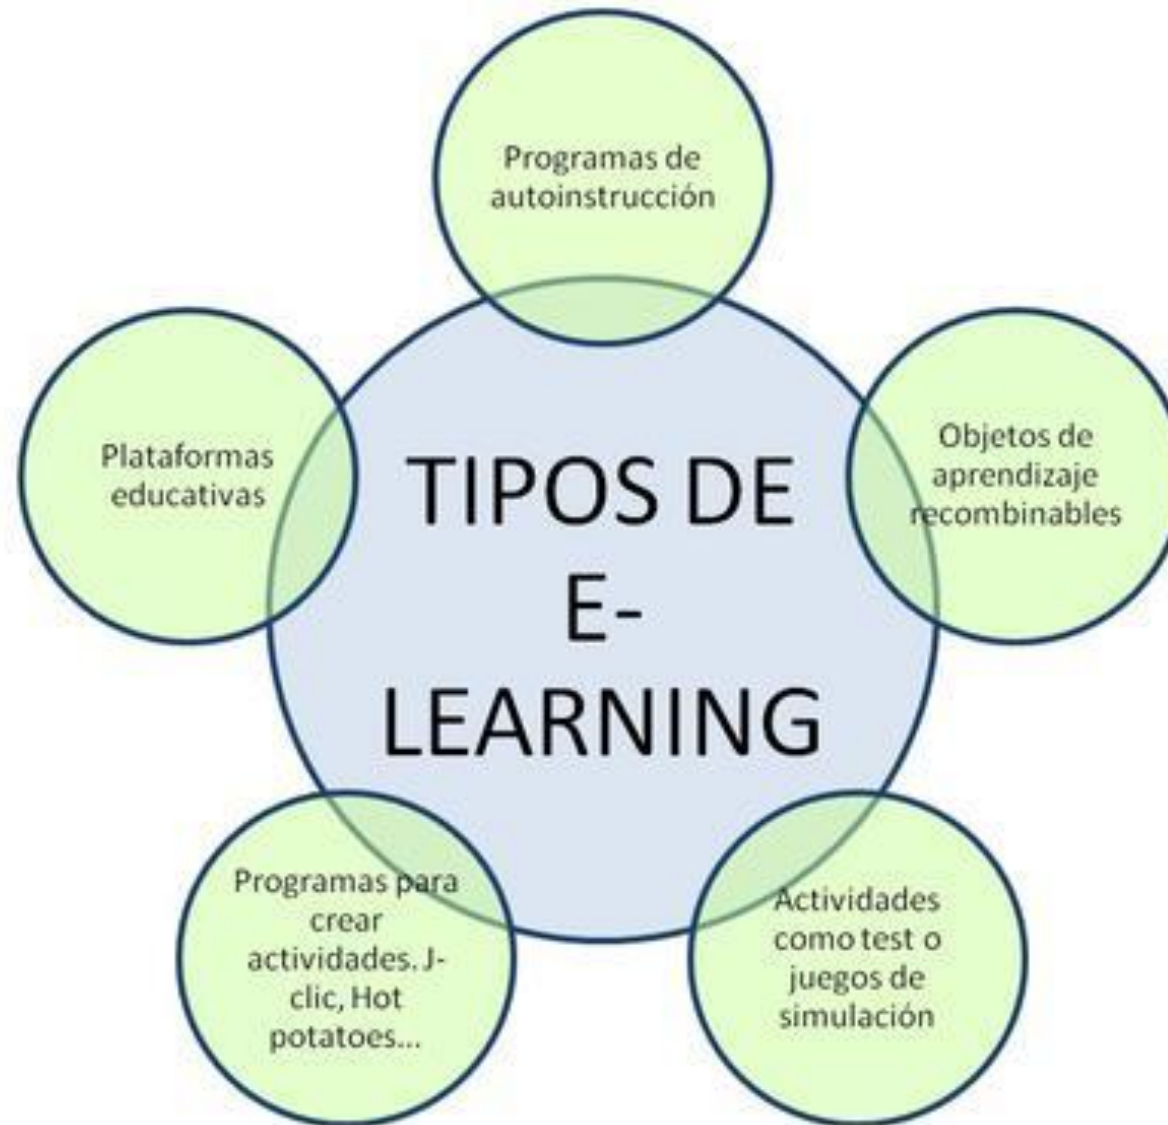 Programas de
autoinstrucción
Plataformas
educativas
TIPOS DE
E-
LEARNING
Objetos de
aprendizaje
recombinables
Programas para
crear
actividades. J-
clic, Hot
potatoes...
Actividades
como test o
juegos de
simulación